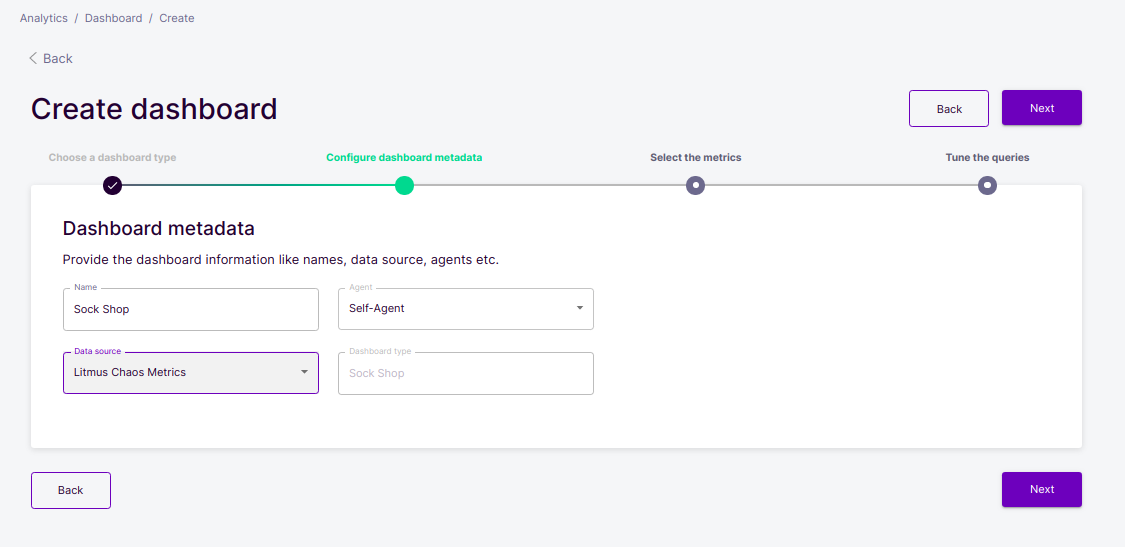 Analytics / Dashboard / Create
Back
Create dashboard
Back
Next
Choose a dashboard type
Configure dashboard metadata
Select the metrics
Tune the queries
Dashboard metadata
Provide the dashboard information like names, data source, agents etc.
Name
Sock Shop
Agent
Self-Agent
Data source
Litmus Chaos Metrics
Dashboard type
Sock Shop
Back
Next